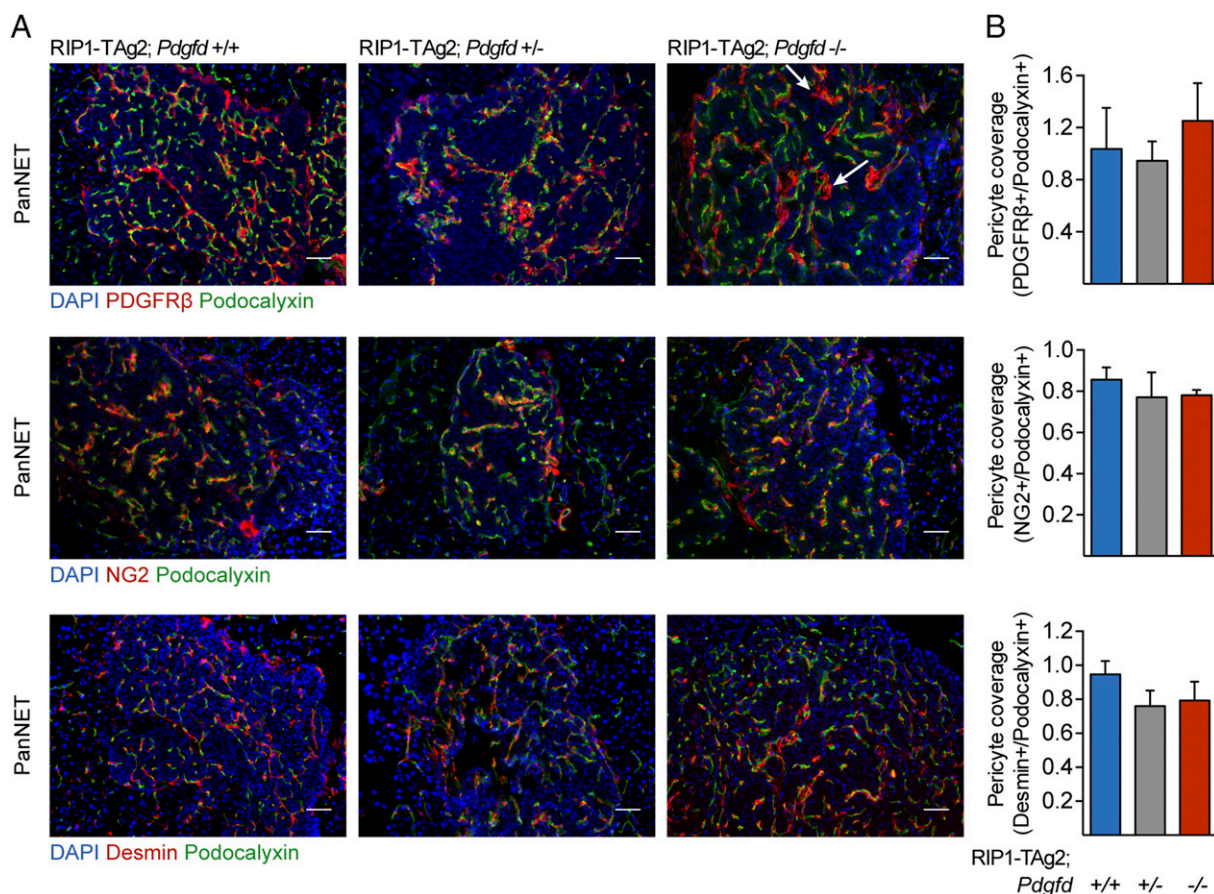 A
B
RIP1-TAg2; Pdgfd +/+
RIP1-TAg2; Pdgfd +/-
RIP1-TAg2; Pdgfd -/-
PanNET
DAPI PDGFRβ Podocalyxin
Pericyte coverage
(PDGFRβ+/Podocalyxin+)
1.6
1.2
0.8
0.4
PanNET
DAPI NG2 Podocalyxin
Pericyte coverage
(NG2+/Podocalyxin+)
1.0
0.8
0.6
0.4
0.2
PanNET
DAPI Desmin Podocalyxin
Pericyte coverage
(Desmin+/Podocalyxin+)
1.2
1.0
0.8
0.6
0.4
0.2
RIP1-TAg2;
Pdgfd +/+ +/- -/-